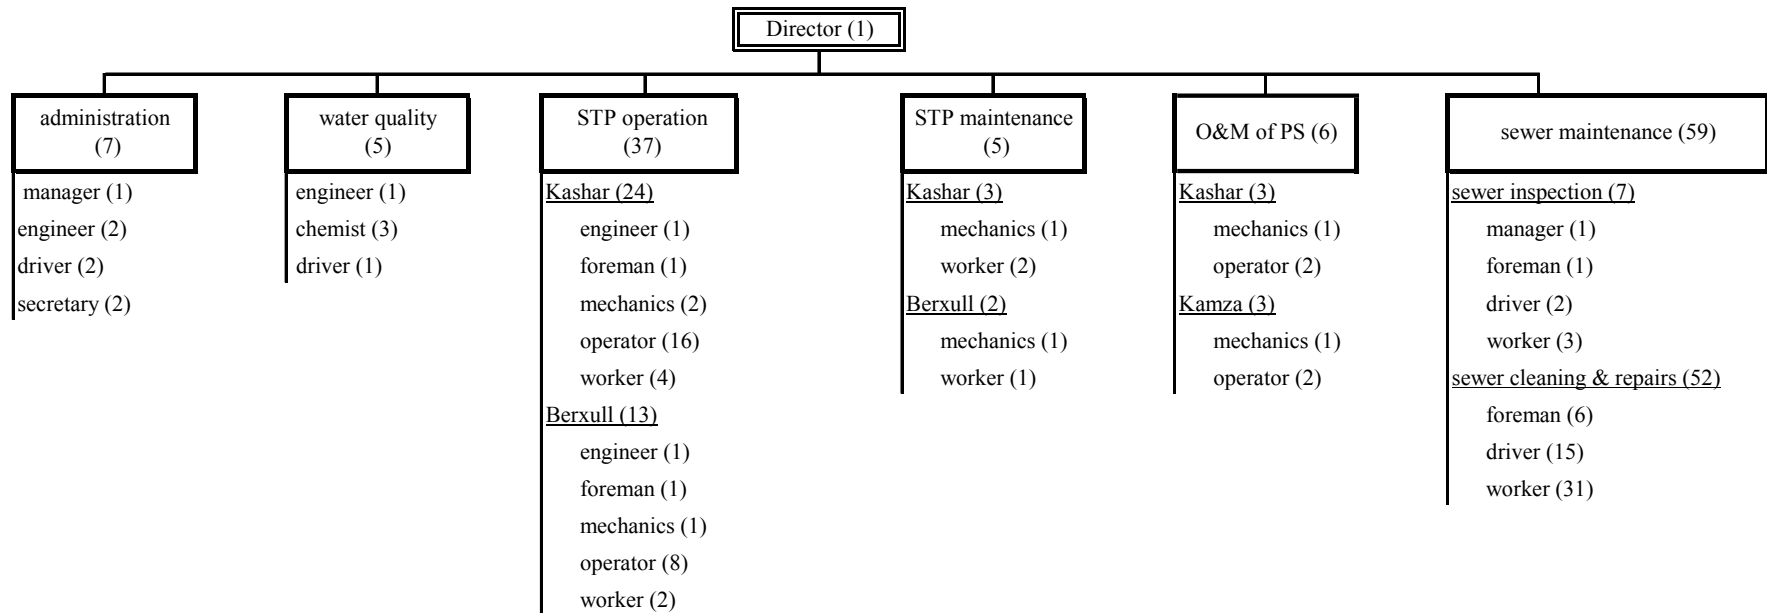 Director (1)
administration
(7)
manager (1)
engineer (2)
driver (2)
secretary (2)
water quality
(5)
engineer (1)
chemist (3)
driver (1)
STP operation
(37)
Kashar (24)
engineer (1)
foreman (1)
mechanics (2)
operator (16)
worker (4)
Berxull (13)
engineer (1)
foreman (1)
mechanics (1)
operator (8)
worker (2)
STP maintenance
(5)
Kashar (3)
mechanics (1)
worker (2)
Berxull (2)
mechanics (1)
worker (1)
O&M of PS (6)
Kashar (3)
mechanics (1)
operator (2)
Kamza (3)
mechanics (1)
operator (2)
sewer maintenance (59)
sewer inspection (7)
manager (1)
foreman (1)
driver (2)
worker (3)
sewer cleaning & repairs (52)
foreman (6)
driver (15)
worker (31)